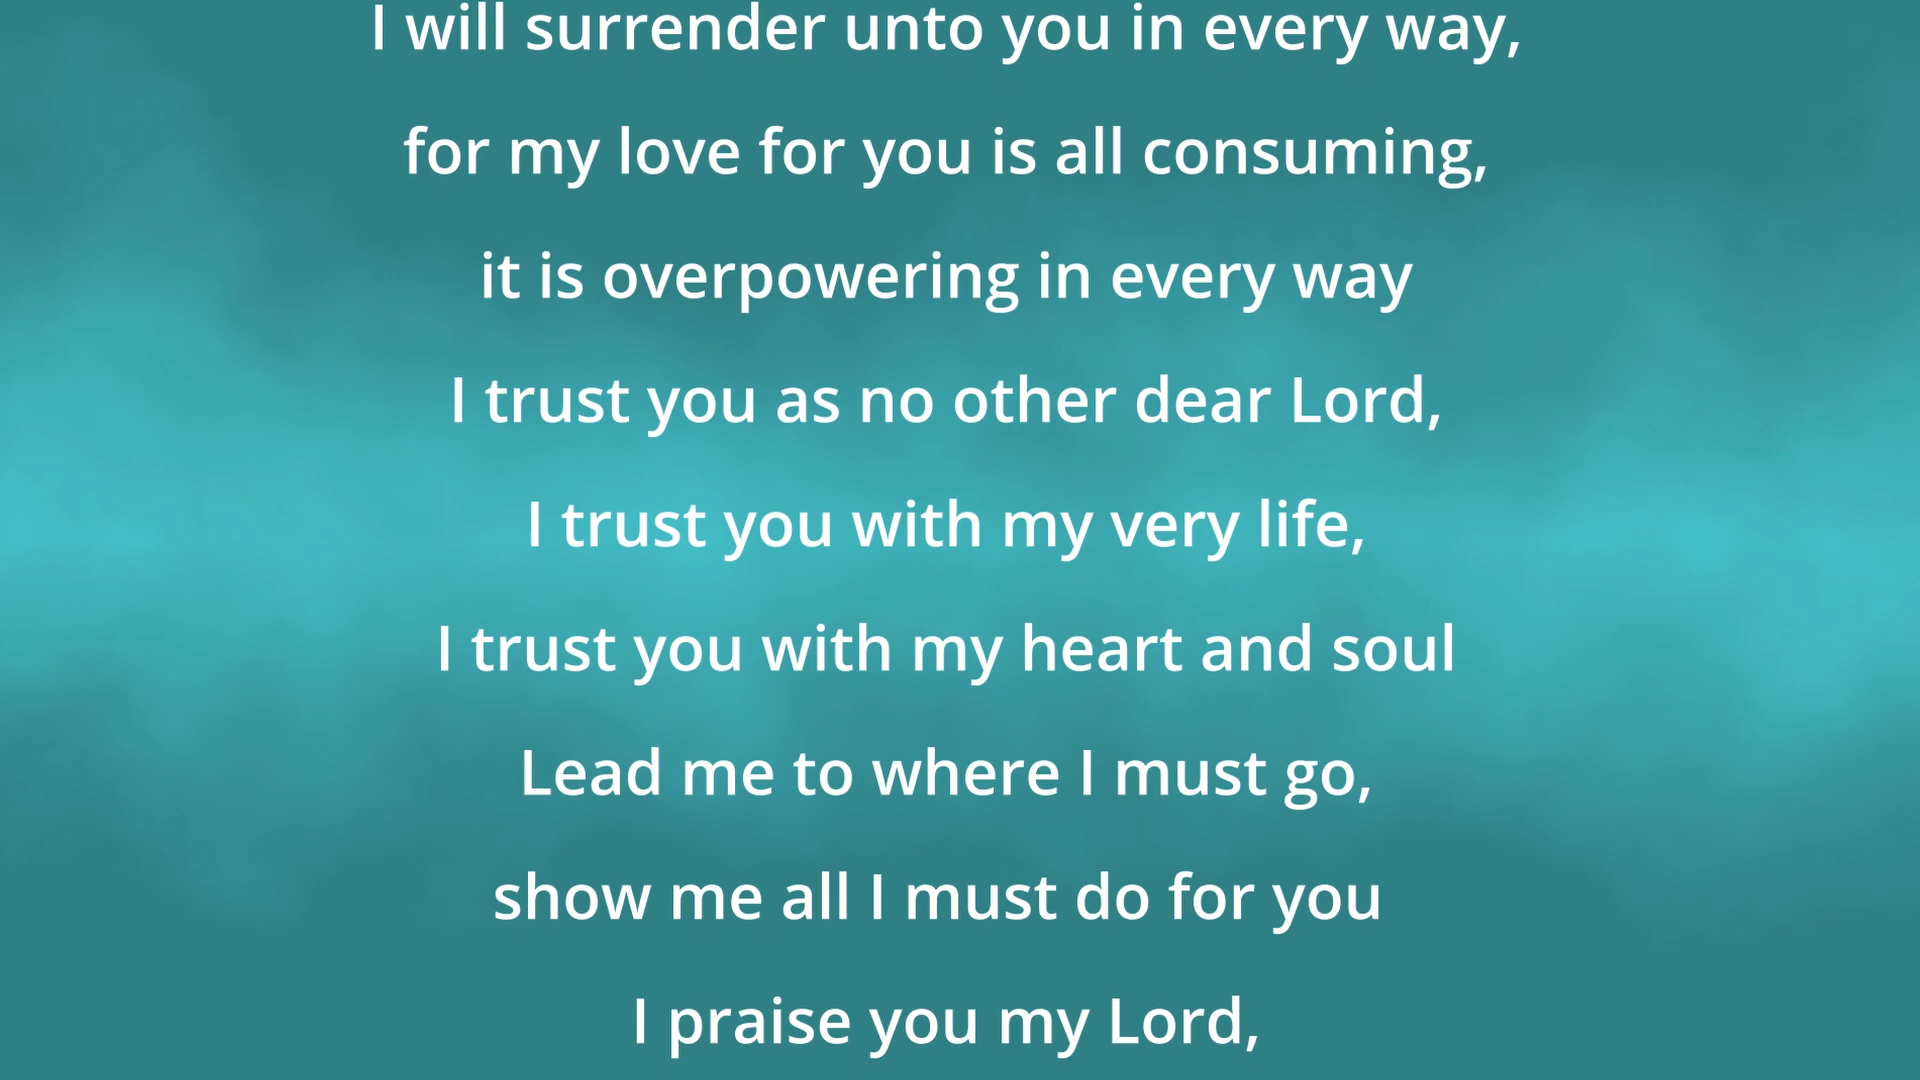 I will surrender unto you in every way,
for my love for you is all consuming,
it is overpowering in every way
I trust you as no other dear Lord,
I trust you with my very life,
I trust you with my heart and soul
Lead me to where I must go,
show me all I must do for you
I praise you my Lord,